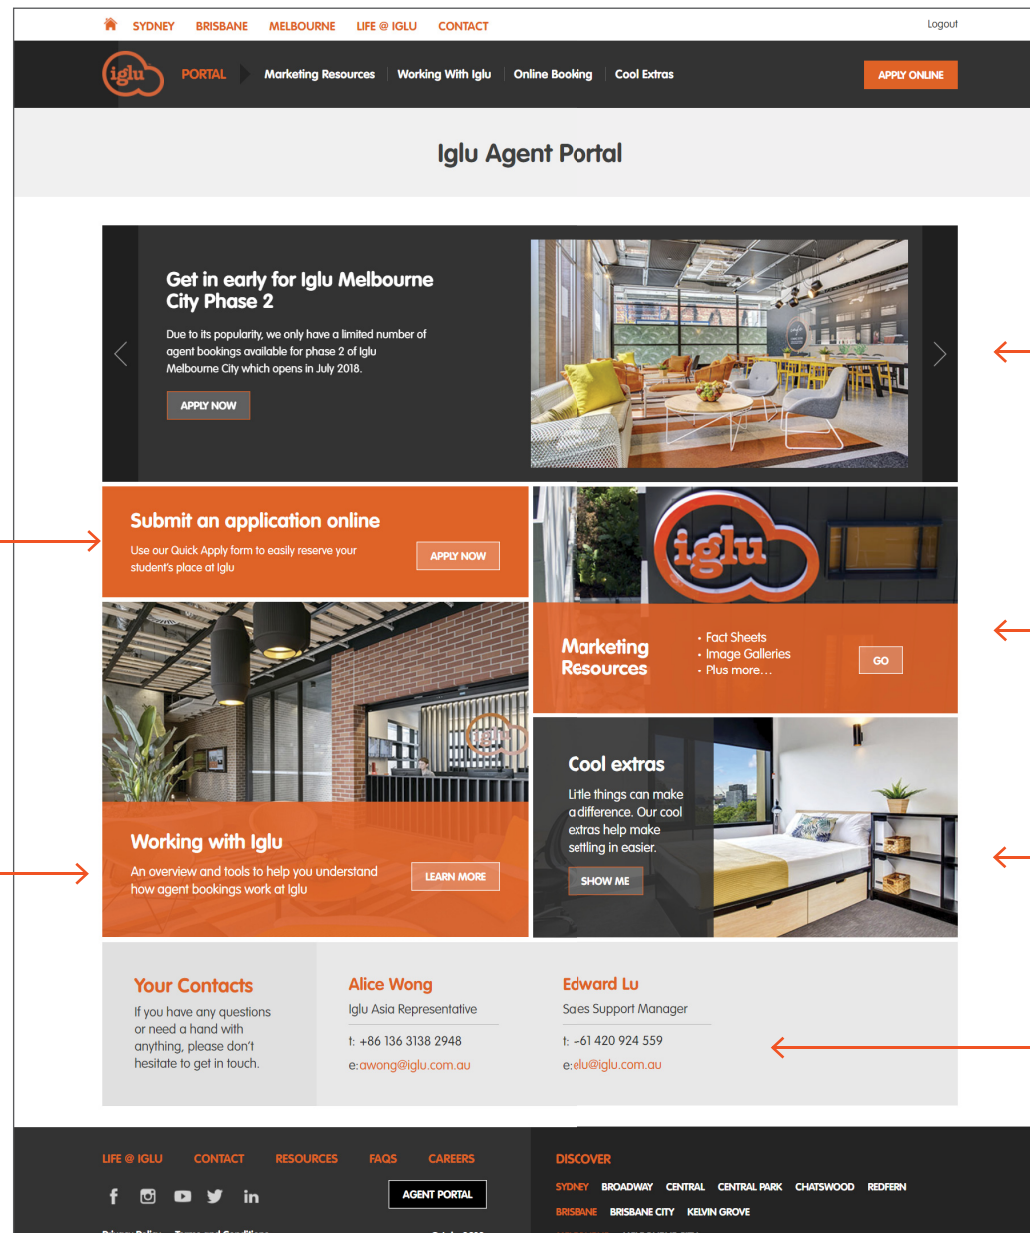 SYDNEY BRISBANE MELBOURNE LIFE @ IGLU CONTACT Logout
iglu PORTAL Marketing Resources Working With Iglu Online Booking Cool Extras APPLY ONLINE
Iglu Agent Portal
Get in early for Iglu Melbourne
City Phase 2
Due to its popularity, we only have a limited number of
agent bookings available for phase 2 of Iglu
Melbourne City which opens in July 2018.
APPLY NOW
Submit an application online
Use our Quick Apply form to easily reserve your
student's place at Iglu
APPLY NOW
iglu
Marketing
Resources
• Fact Sheets
• Image Galleries
• Plus more...
GO
Working with Iglu
An overview and tools to help you understand
how agent bookings work at Iglu
LEARN MORE
Cool extras
Little things can make
a difference. Our cool
extras help make
settling in easier.
SHOW ME
Your Contacts
If you have any questions
or need a hand with
anything, please don't
hesitate to get in touch.
Alice Wong
Iglu Asia Representative
t: +86 136 3138 2948
e: awong@iglu.com.au
Edward Lu
Sales Support Manager
t: +61 420 924 559
e: elu@iglu.com.au
LIFE @ IGLU CONTACT RESOURCES FAQS CAREERS
AGENT PORTAL
DISCOVER
SYDNEY BROADWAY CENTRAL CENTRAL PARK CHATSWOOD REDFERN
BRISBANE BRISBANE CITY KELVIN GROVE
Privacy Policy Terms and Conditions